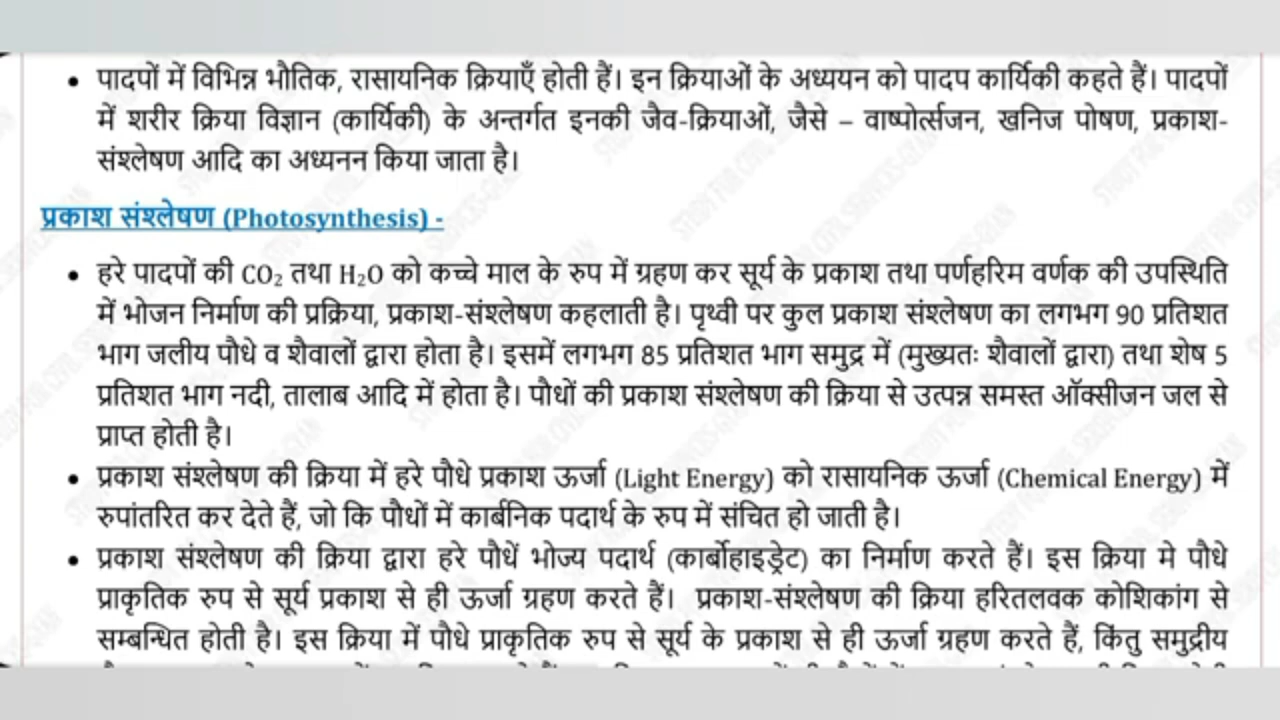 • पादपों में विभिन्न भौतिक, रासायनिक क्रियाएँ होती हैं। इन क्रियाओं के अध्ययन को पादप कार्यिकी कहते हैं। पादपों
में शरीर क्रिया विज्ञान (कार्यिकी) के अन्तर्गत इनकी जैव-क्रियाओं, जैसे – वाष्पोर्त्सजन, खनिज पोषण, प्रकाश-
संश्लेषण आदि का अध्यनन किया जाता है।
प्रकाश संश्लेषण (Photosynthesis) -
• हरे पादपों की CO₂ तथा H₂O को कच्चे माल के रुप में ग्रहण कर सूर्य के प्रकाश तथा पर्णहरिम वर्णक की उपस्थिति
में भोजन निर्माण की प्रक्रिया, प्रकाश-संश्लेषण कहलाती है। पृथ्वी पर कुल प्रकाश संश्लेषण का लगभग 90 प्रतिशत
भाग जलीय पौधे व शैवालों द्वारा होता है। इसमें लगभग 85 प्रतिशत भाग समुद्र में (मुख्यतः शैवालों द्वारा) तथा शेष 5
प्रतिशत भाग नदी, तालाब आदि में होता है। पौधों की प्रकाश संश्लेषण की क्रिया से उत्पन्न समस्त ऑक्सीजन जल से
प्राप्त होती है।
• प्रकाश संश्लेषण की क्रिया में हरे पौधे प्रकाश ऊर्जा (Light Energy) को रासायनिक ऊर्जा (Chemical Energy) में
रुपांतरित कर देते हैं, जो कि पौधों में कार्बनिक पदार्थ के रुप में संचित हो जाती है।
• प्रकाश संश्लेषण की क्रिया द्वारा हरे पौधें भोज्य पदार्थ (कार्बोहाइड्रेट) का निर्माण करते हैं। इस क्रिया मे पौधे
प्राकृतिक रुप से सूर्य प्रकाश से ही ऊर्जा ग्रहण करते हैं। प्रकाश-संश्लेषण की क्रिया हरितलवक कोशिकांग से
सम्बन्धित होती है। इस क्रिया में पौधे प्राकृतिक रुप से सूर्य के प्रकाश से ही ऊर्जा ग्रहण करते हैं, किंतु समुद्रीय